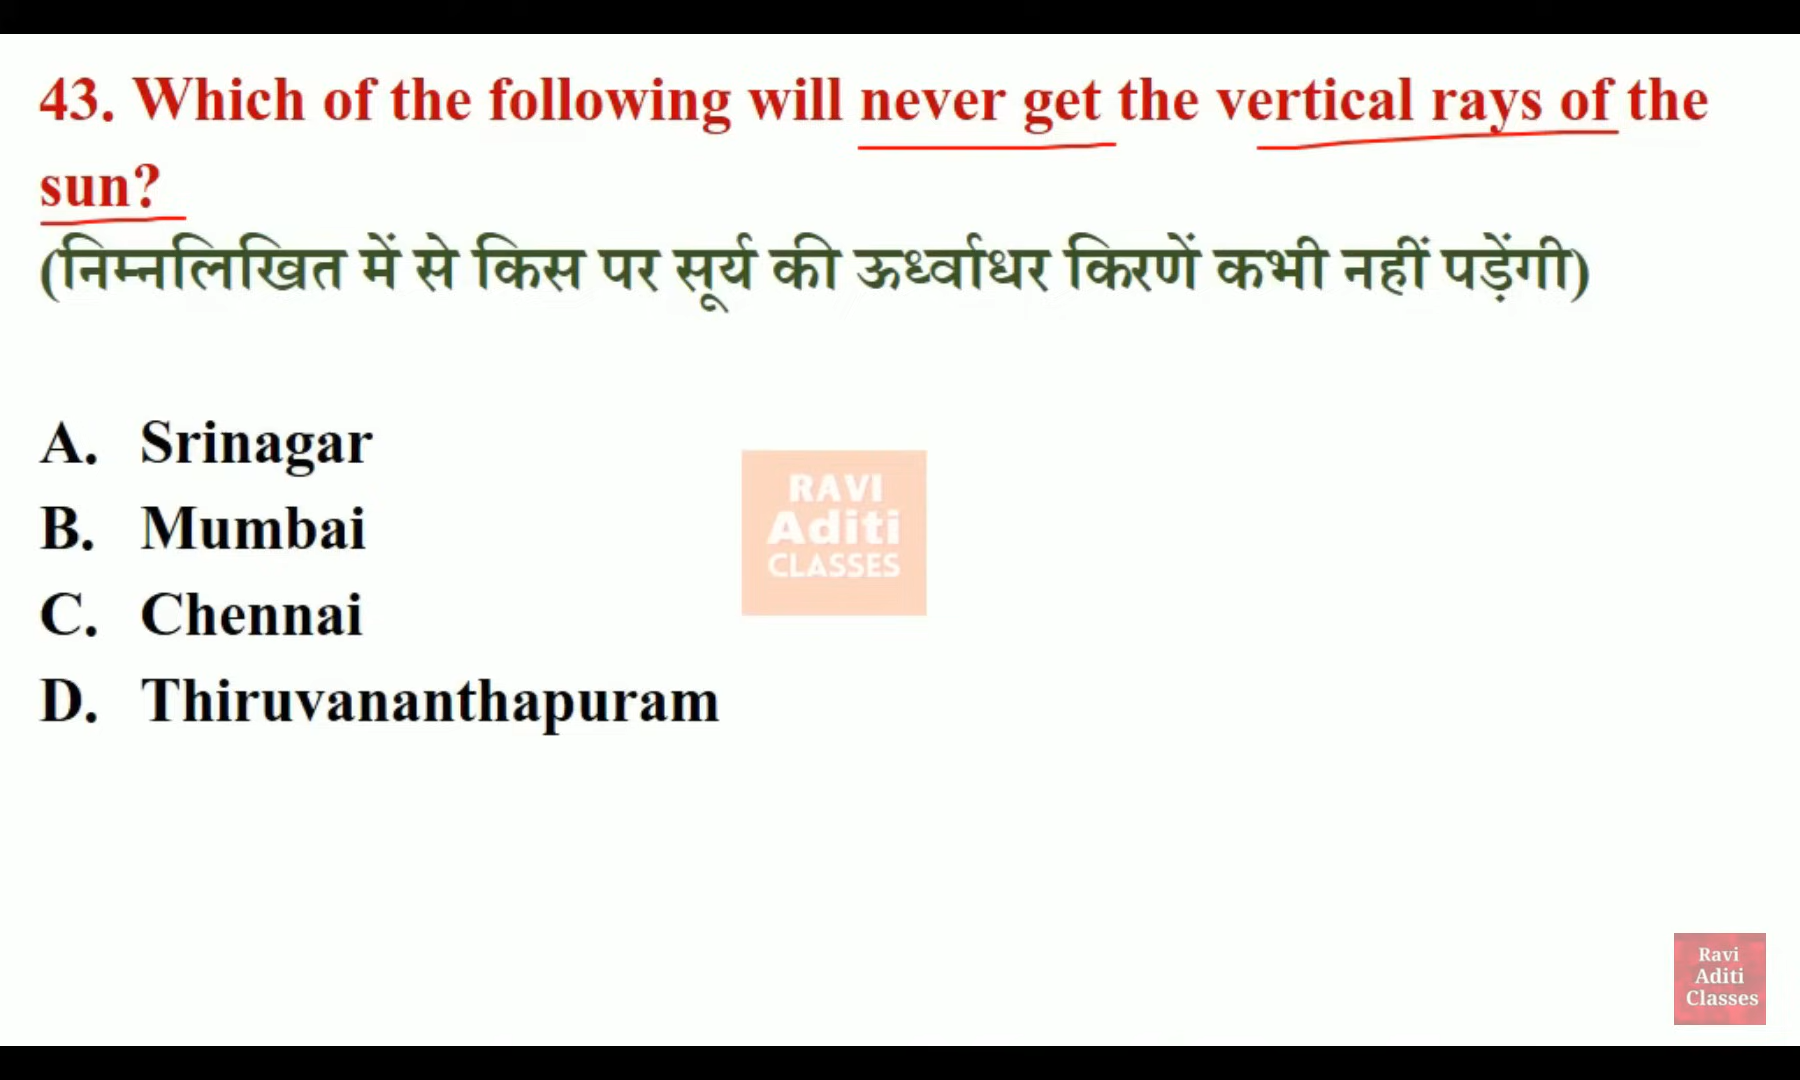 43. Which of the following will never get the vertical rays of the
sun?
(निम्नलिखित में से किस पर सूर्य की ऊर्ध्वाधर किरणें कभी नहीं पड़ेंगी)
A. Srinagar
B. Mumbai
C. Chennai
D. Thiruvananthapuram
RAVI
Aditi
CLASSES
Ravi
Aditi
Classes